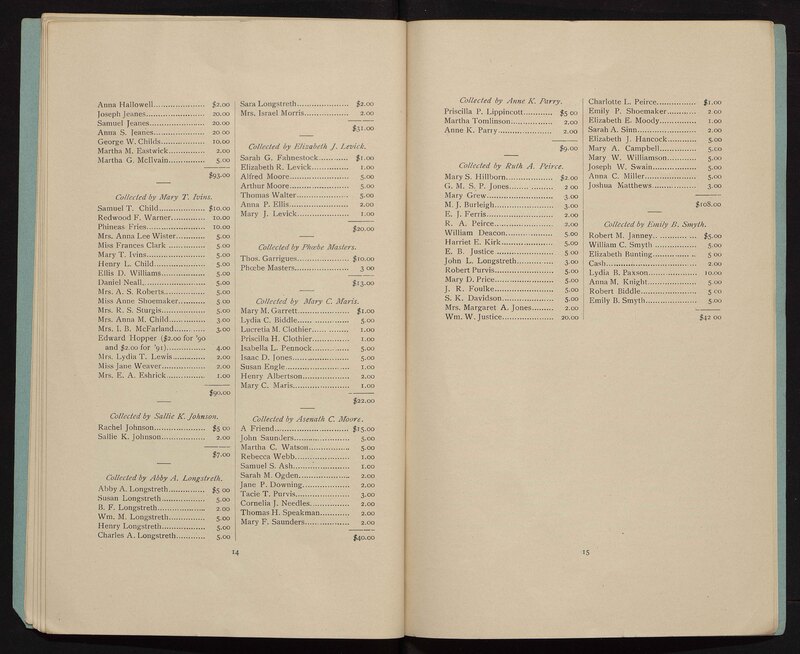 Anna Hallowell.................... $2.00
Joseph Jeanes.................... 20.00
Samuel Jeanes.................... 20.00
Anna S. Jeanes.................... 20 00
George W. Childs................ 10.00
Martha M. Eastwick............. 2.00
Martha G. McIlvain.............. 5.00
$93.00
Collected by Mary T. Ivins.
Samuel T. Child.................. $10.00
Redwood F. Warner............ 10.00
Phineas Fries..................... 10.00
Mrs. Anna Lee Wister.......... 5.00
Miss Frances Clark.............. 5.00
Mary T. Ivins..................... 5.00
Henry L. Child................... 5.00
Ellis D. Williams................. 5.00
Daniel Neall...................... 5.00
Mrs. A. S. Roberts.............. 5.00
Miss Anne Shoemaker......... 5.00
Mrs. R. S. Sturgis............... 5.00
Mrs. Anna M. Child............. 3.00
Mrs. I. B. McFarland............ 3.00
Edward Hopper ($2.00 for '90
and $2.00 for '91)............. 4.00
Mrs. Lydia T. Lewis............ 2.00
Miss Jane Weaver............... 2.00
Mrs. E. A. Eshrick.............. 1.00
$90.00
Collected by Sallie K. Johnson.
Rachel Johnson................... $5 00
Sallie K. Johnson................ 2.00
$7.00
Collected by Abby A. Longstreth.
Abby A. Longstreth.............. $5 00
Susan Longstreth................ 5.00
B. F. Longstreth................. 2.00
Wm. M. Longstreth.............. 5.00
Henry Longstreth................ 5.00
Charles A. Longstreth.......... 5.00
Sara Longstreth.................. $2.00
Mrs. Israel Morris................ 2 00
$31.00
Collected by Elizabeth J. Levick.
Sarah G. Fahnestock............ $1.00
Elizabeth R. Levick.............. 1.00
Alfred Moore...................... 5.00
Arthur Moore..................... 5.00
Thomas Walter................... 5.00
Anna P. Ellis..................... 2.00
Mary J. Levick................... 1.00
$20.00
Collected by Phœbe Masters.
Thos. Garrigues.................. $10.00
Phœbe Masters................... 3 00
$13.00
Collected by Mary C. Maris.
Mary M. Garrett.................. $1.00
Lydia C. Biddle................... 5.00
Lucretia M. Clothier............. 1.00
Priscilla H. Clothier............. 1.00
Isabella L. Pennock.............. 5.00
Isaac D. Jones.................... 5.00
Susan Engle...................... 1.00
Henry Albertson.................. 2.00
Mary C. Maris.................... 1.00
$22.00
Collected by Asenath C. Moore.
A Friend........................... $15.00
John Saunders.................... 5.00
Martha C. Watson............... 5.00
Rebecca Webb.................... 1.00
Samuel S. Ash.................... 1.00
Sarah M. Ogden.................. 2.00
Jane P. Downing................. 2.00
Tacie T. Purvis................... 3.00
Cornelia J. Needles.............. 2.00
Thomas H. Speakman........... 2.00
Mary F. Saunders................ 2.00
$40.00
14
Collected by Anne K. Parry.
Priscilla P. Lippincott........... $5 00
Martha Tomlinson............... 2.00
Anne K. Parry.................... 2.00
$9.00
Collected by Ruth A. Peirce.
Mary S. Hillborn................. $2.00
G. M. S. P. Jones................ 2 00
Mary Grew........................ 3.00
M. J. Burleigh.................... 3.00
E. J. Ferris....................... 2.00
R. A. Peirce...................... 2.00
William Deacon.................. 5.00
Harriet E. Kirk................... 5.00
E. B. Justice..................... 5.00
John L. Longstreth.............. 3.00
Robert Purvis.................... 5.00
Mary D. Price.................... 5.00
J. R. Foulke...................... 5.00
S. K. Davidson................... 5.00
Mrs. Margaret A. Jones........ 2.00
Wm. W. Justice.................. 20.00
Charlotte L. Peirce.............. $1.00
Emily P. Shoemaker............ 2.00
Elizabeth E. Moody.............. 1.00
Sarah A. Sinn.................... 2.00
Elizabeth J. Hancock........... 5.00
Mary A. Campbell............... 5.00
Mary W. Williamson............ 5.00
Joseph W. Swain................ 5.00
Anna C. Miller................... 5.00
Joshua Matthews................ 3.00
$108.00
Collected by Emily B. Smyth.
Robert M. Janney................ $5.00
William C. Smyth................ 5.00
Elizabeth Bunting............... 5.00
Cash............................... 2.00
Lydia B. Paxson................. 10.00
Anna M. Knight.................. 5.00
Robert Biddle.................... 5 00
Emily B. Smyth.................. 5.00
$42 00
15